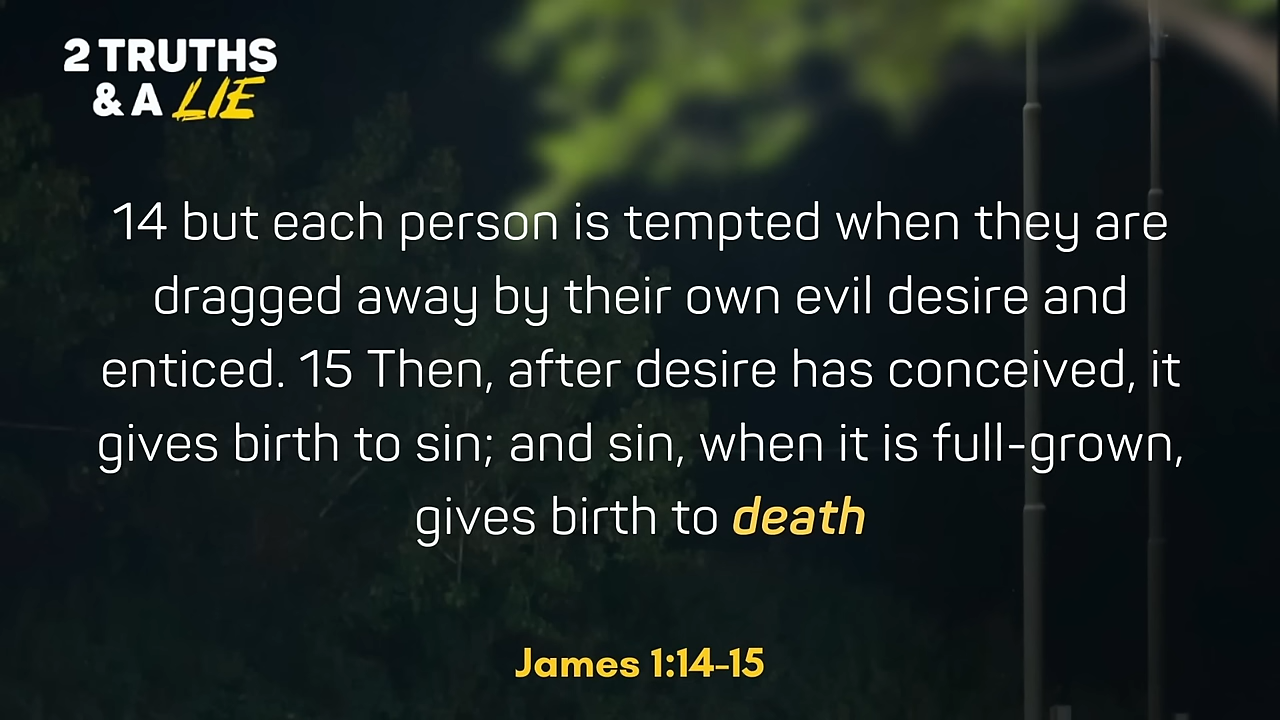 2 TRUTHS
& A LIE
14 but each person is tempted when they are
dragged away by their own evil desire and
enticed. 15 Then, after desire has conceived, it
gives birth to sin; and sin, when it is full-grown,
gives birth to death
James 1:14-15